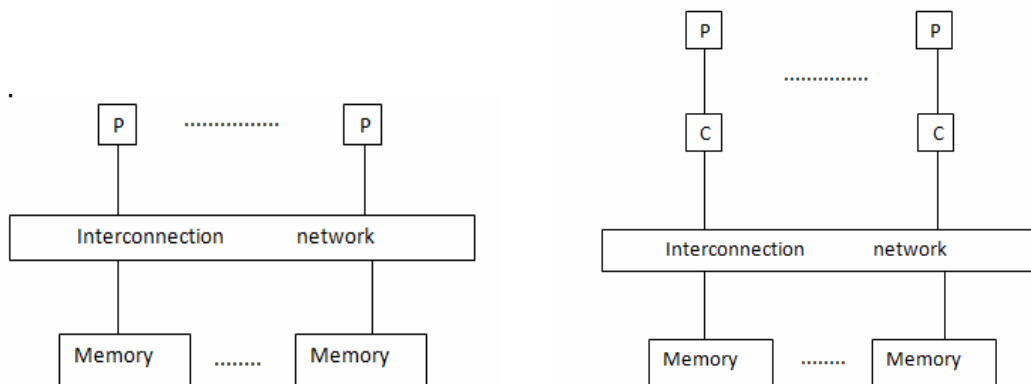 P ............... P
Interconnection network
Memory ........ Memory
P P
..............
C C
Interconnection network
Memory ........ Memory